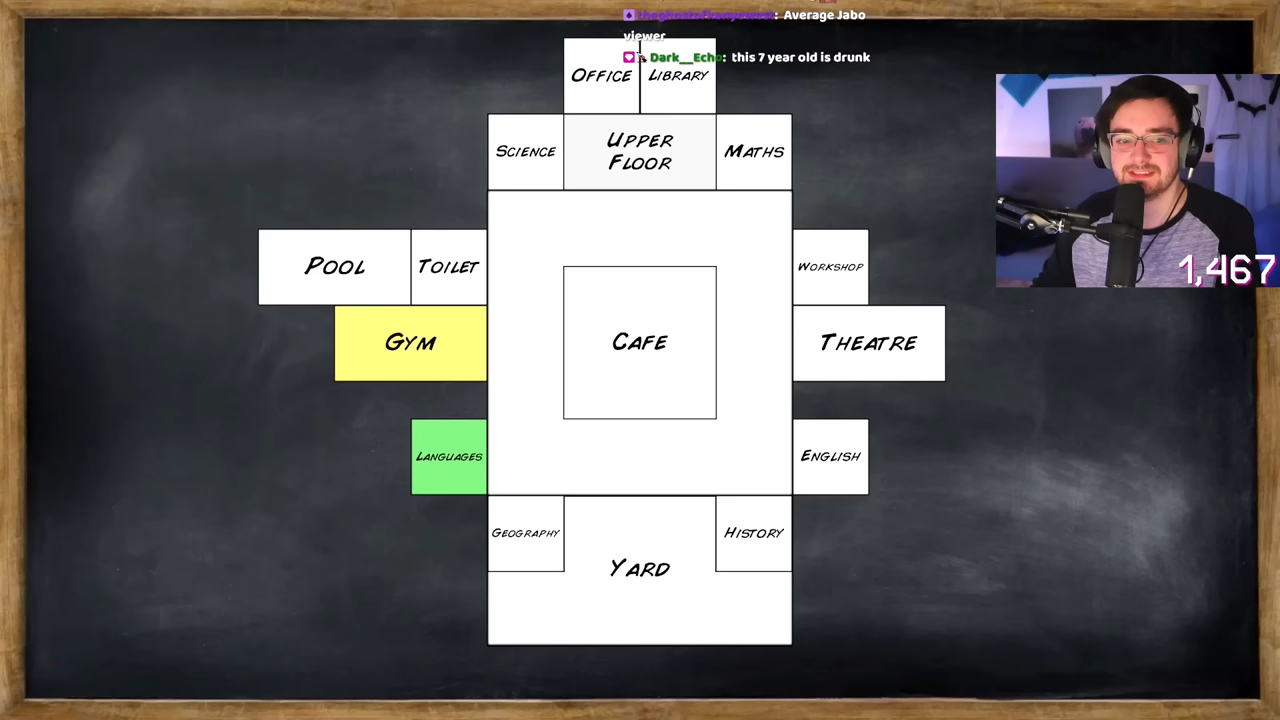 : Average Jabo
viewer
Dark__Echo: this 7 year old is drunk
OFFICE
LIBRARY
SCIENCE
UPPER
FLOOR
MATHS
POOL
TOILET
WORKSHOP
GYM
CAFE
THEATRE
LANGUAGES
ENGLISH
GEOGRAPHY
HISTORY
YARD
1,467